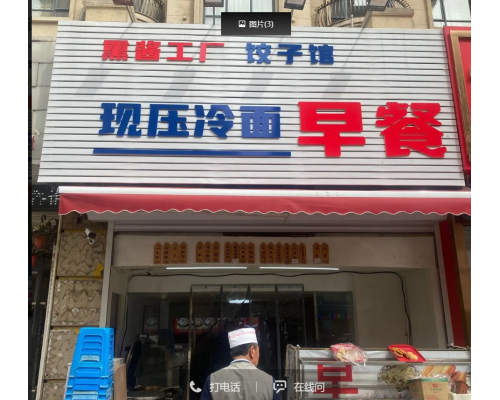 图片(3)
熏酱工厂 饺子馆
现压冷面 早餐
早
打电话 | 在线问